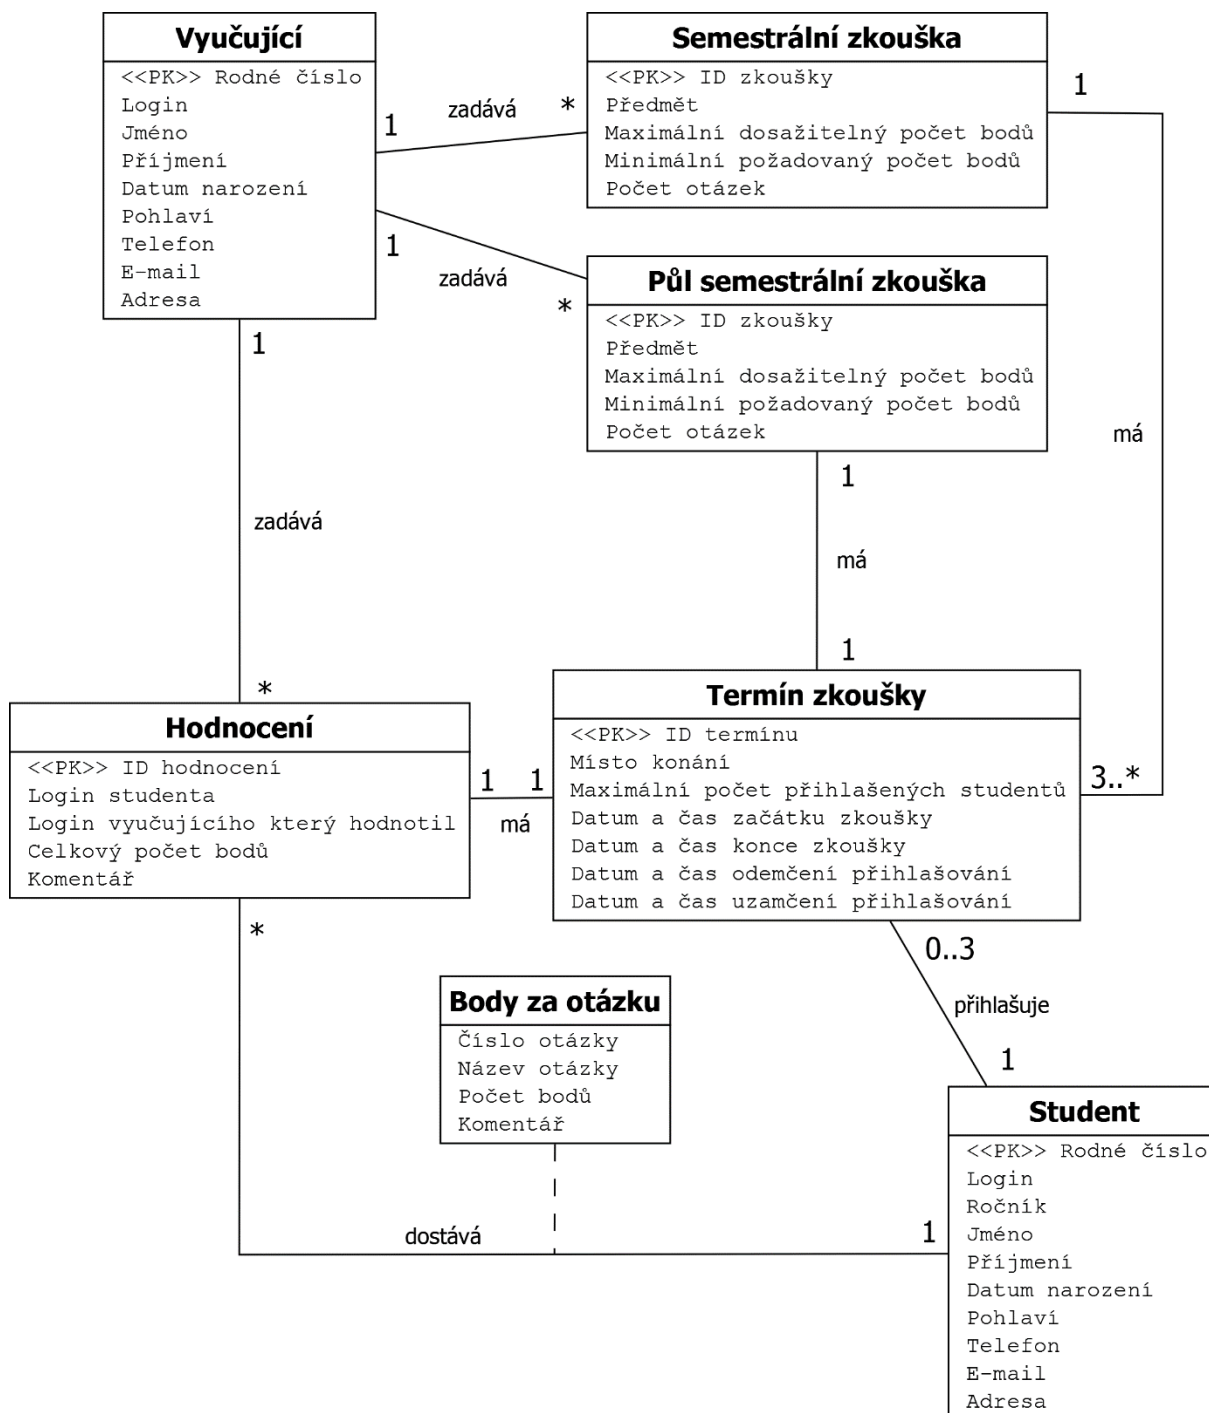 Vyučující
<<PK>> Rodné číslo
Login
Jméno
Příjmení
Datum narození
Pohlaví
Telefon
E-mail
Adresa
1
zadává
*
Semestrální zkouška
<<PK>> ID zkoušky
Předmět
Maximální dosažitelný počet bodů
Minimální požadovaný počet bodů
Počet otázek
1
1
zadává
*
Půl semestrální zkouška
<<PK>> ID zkoušky
Předmět
Maximální dosažitelný počet bodů
Minimální požadovaný počet bodů
Počet otázek
má
1
zadává
*
1
má
1
Hodnocení
<<PK>> ID hodnocení
Login studenta
Login vyučujícího který hodnotil
Celkový počet bodů
Komentář
1
1
má
Termín zkoušky
<<PK>> ID termínu
Místo konání
Maximální počet přihlašených studentů
Datum a čas začátku zkoušky
Datum a čas konce zkoušky
Datum a čas odemčení přihlašování
Datum a čas uzamčení přihlašování
3..*
*
0..3
přihlašuje
1
Body za otázku
Číslo otázky
Název otázky
Počet bodů
Komentář
dostává
1
Student
<<PK>> Rodné číslo
Login
Ročník
Jméno
Příjmení
Datum narození
Pohlaví
Telefon
E-mail
Adresa